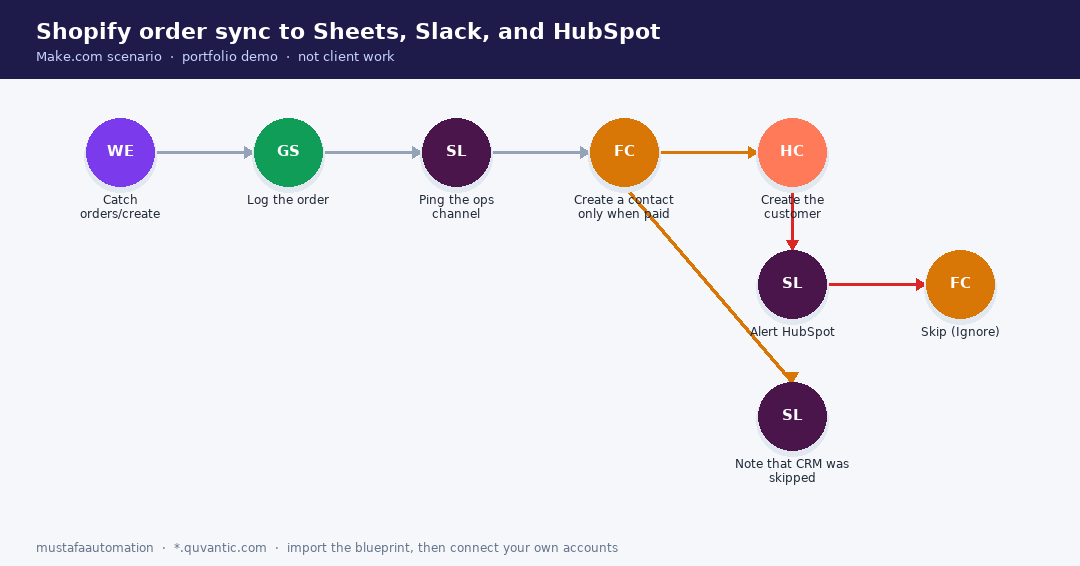 Shopify order sync to Sheets, Slack, and HubSpot
Make.com scenario · portfolio demo · not client work
WE
GS
SL
FC
HC
Catch
orders/create
Log the order
Ping the ops
channel
Create a contact
only when paid
Create the
customer
SL
FC
Alert HubSpot
Skip (Ignore)
SL
Note that CRM was
skipped
mustafaautomation · *.quvantic.com · import the blueprint, then connect your own accounts